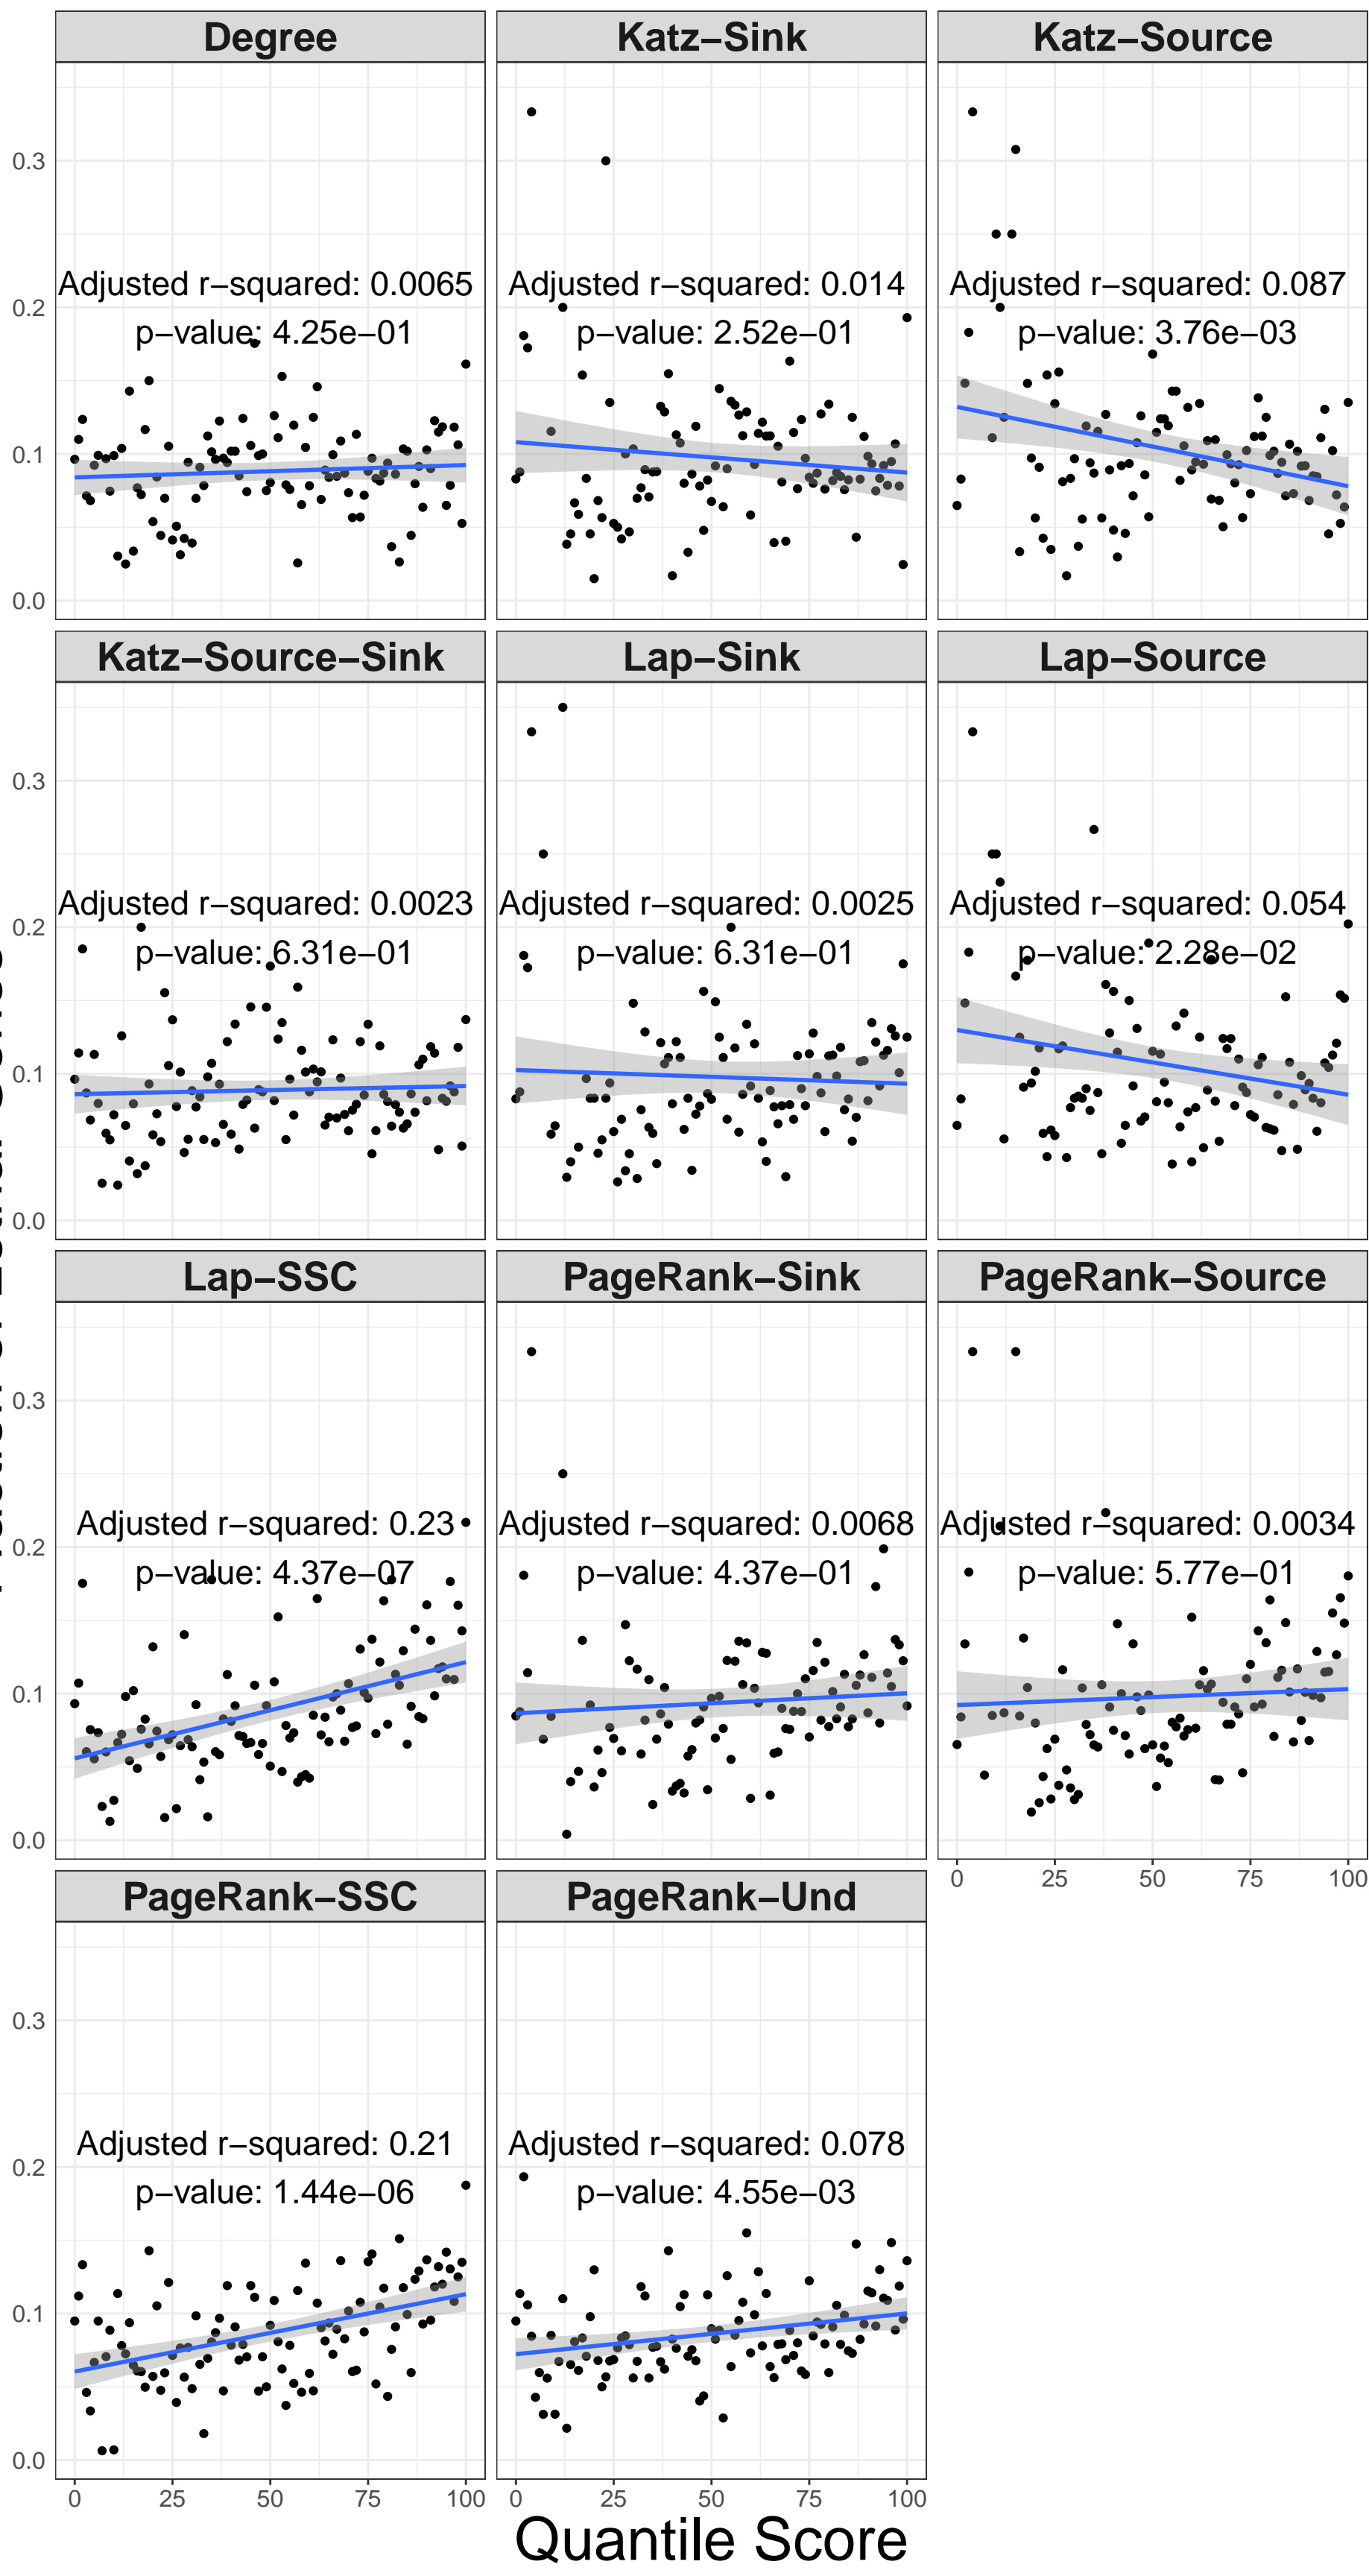 Degree
Katz–Sink
Katz–Source
0.3
0.2
0.1
0.0
Adjusted r–squared: 0.0065
p–value: 4.25e–01
Adjusted r–squared: 0.014
p–value: 2.52e–01
Adjusted r–squared: 0.087
p–value: 3.76e–03
Katz–Source–Sink
Lap–Sink
Lap–Source
0.3
0.2
0.1
0.0
Adjusted r–squared: 0.0023
p–value: 6.31e–01
Adjusted r–squared: 0.0025
p–value: 6.31e–01
Adjusted r–squared: 0.054
p–value: 2.28e–02
Lap–SSC
PageRank–Sink
PageRank–Source
0.3
0.2
0.1
0.0
Adjusted r–squared: 0.23
p–value: 4.37e–07
Adjusted r–squared: 0.0068
p–value: 4.37e–01
Adjusted r–squared: 0.0034
p–value: 5.77e–01
0 25 50 75 100
PageRank–SSC
PageRank–Und
0.3
0.2
0.1
0.0
Adjusted r–squared: 0.21
p–value: 1.44e–06
Adjusted r–squared: 0.078
p–value: 4.55e–03
0 25 50 75 100
0 25 50 75 100
Quantile Score